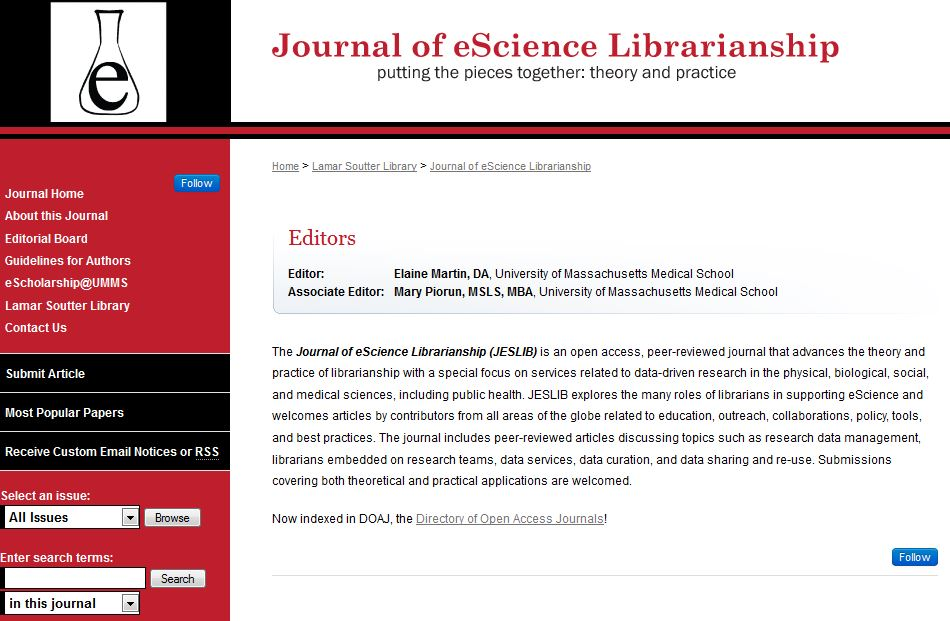 e
Journal of eScience Librarianship
putting the pieces together: theory and practice
Follow
Journal Home
About this Journal
Editorial Board
Guidelines for Authors
eScholarship@UMMS
Lamar Soutter Library
Contact Us
Submit Article
Most Popular Papers
Receive Custom Email Notices or RSS
Select an issue:
All Issues Browse
Enter search terms:
Search
in this journal
Home > Lamar Soutter Library > Journal of eScience Librarianship
Editors
Editor: Elaine Martin, DA, University of Massachusetts Medical School
Associate Editor: Mary Piorun, MSLS, MBA, University of Massachusetts Medical School
The Journal of eScience Librarianship (JESLIB) is an open access, peer-reviewed journal that advances the theory and
practice of librarianship with a special focus on services related to data-driven research in the physical, biological, social,
and medical sciences, including public health. JESLIB explores the many roles of librarians in supporting eScience and
welcomes articles by contributors from all areas of the globe related to education, outreach, collaborations, policy, tools,
and best practices. The journal includes peer-reviewed articles discussing topics such as research data management,
librarians embedded on research teams, data services, data curation, and data sharing and re-use. Submissions
covering both theoretical and practical applications are welcomed.
Now indexed in DOAJ, the Directory of Open Access Journals!
Follow